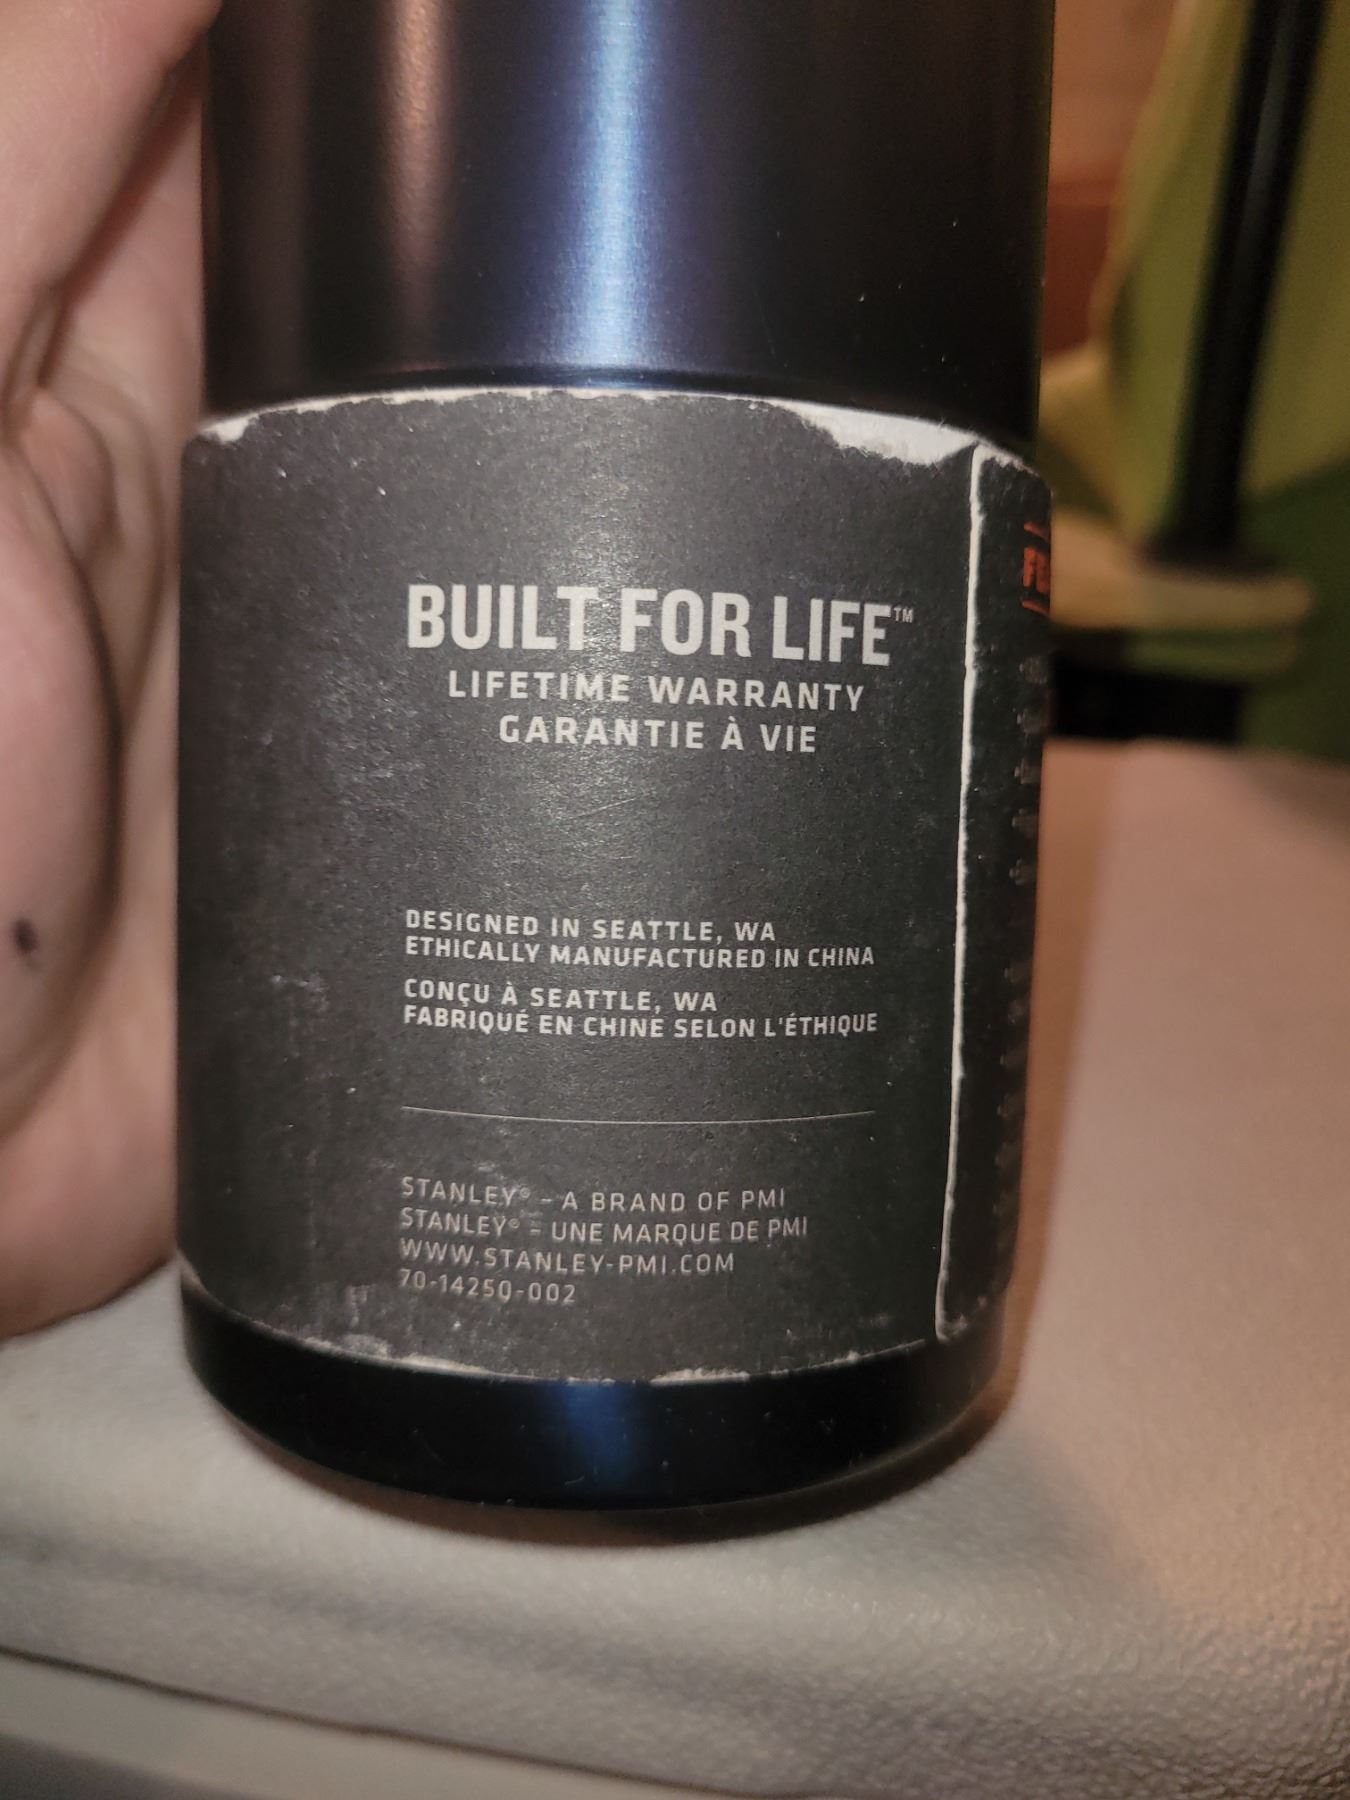 BUILT FOR LIFE™
LIFETIME WARRANTY
GARANTIE À VIE
DESIGNED IN SEATTLE, WA
ETHICALLY MANUFACTURED IN CHINA
CONÇU À SEATTLE, WA
FABRIQUÉ EN CHINE SELON L'ÉTHIQUE
STANLEY® - A BRAND OF PMI
STANLEY® - UNE MARQUE DE PMI
WWW.STANLEY-PMI.COM
70-14250-002